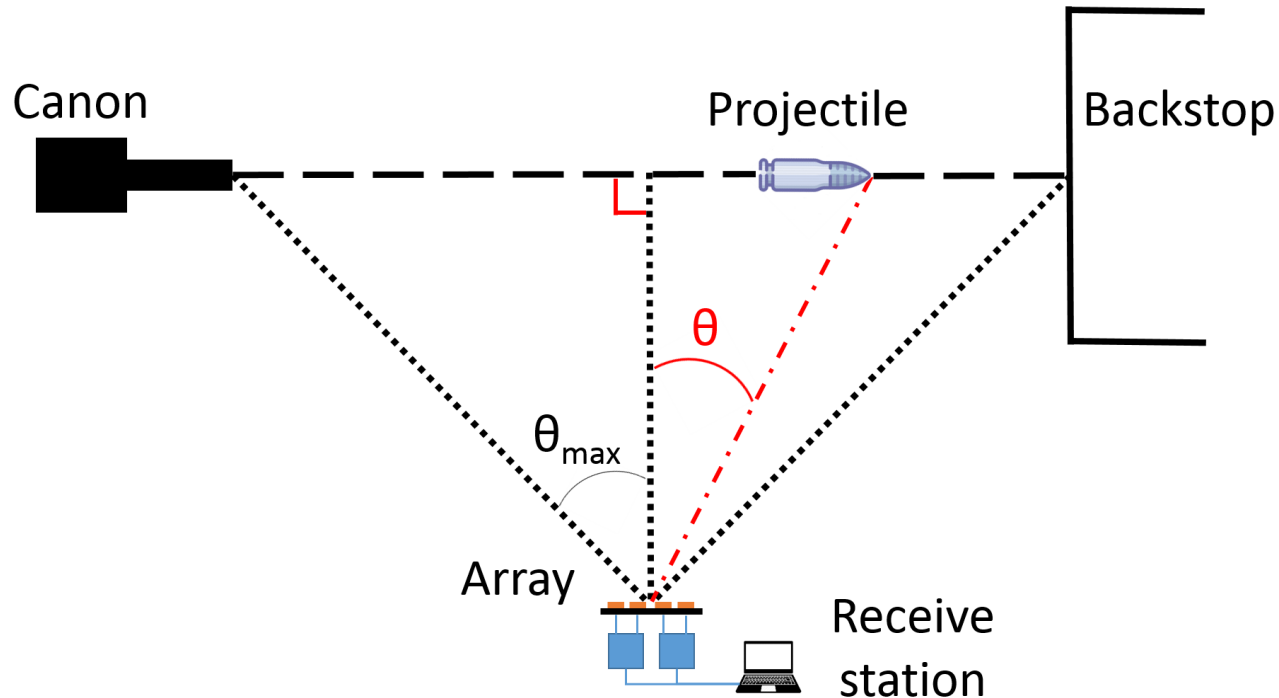 Canon
Projectile
Backstop
θ
θmax
Array
Receive
station